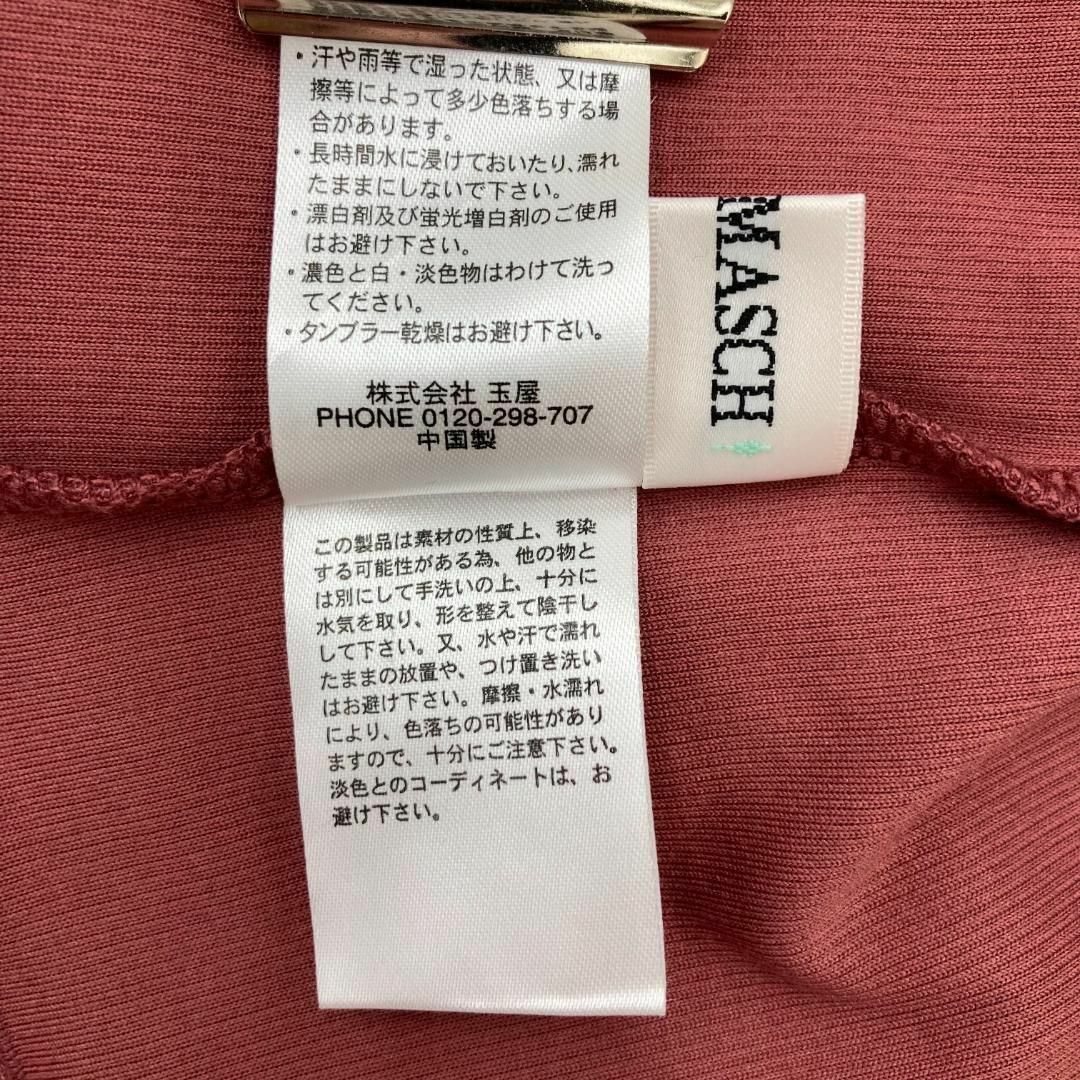 ・汗や雨等で湿った状態、又は摩
擦等によって多少色落ちする場
合があります。
・長時間水に浸けておいたり、濡れ
たままにしないで下さい。
・漂白剤及び蛍光増白剤のご使用
はお避け下さい。
・濃色と白・淡色物はわけて洗っ
てください。
・タンブラー乾燥はお避け下さい。
株式会社 玉屋
PHONE 0120-298-707
中国製
MASCH
この製品は素材の性質上、移染
する可能性がある為、他の物と
は別にして手洗いの上、十分に
水気を取り、形を整えて陰干し
して下さい。又、水や汗で濡れ
たままの放置や、つけ置き洗い
はお避け下さい。摩擦・水濡れ
により、色落ちの可能性があり
ますので、十分にご注意下さい。
淡色とのコーディネートは、お
避け下さい。